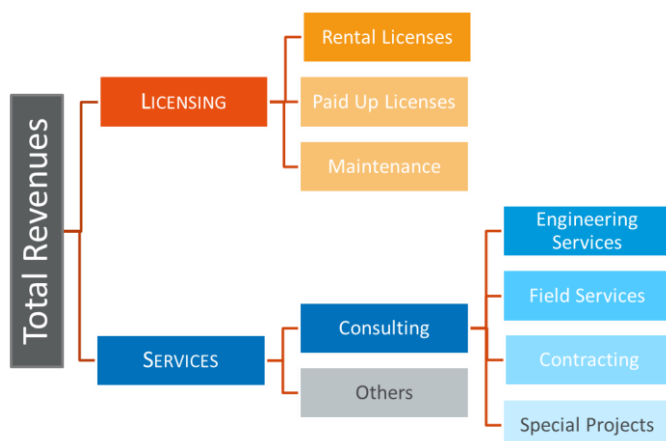 Total Revenues
LICENSING
Rental Licenses
Paid Up Licenses
Maintenance
SERVICES
Consulting
Others
Engineering
Services
Field Services
Contracting
Special Projects